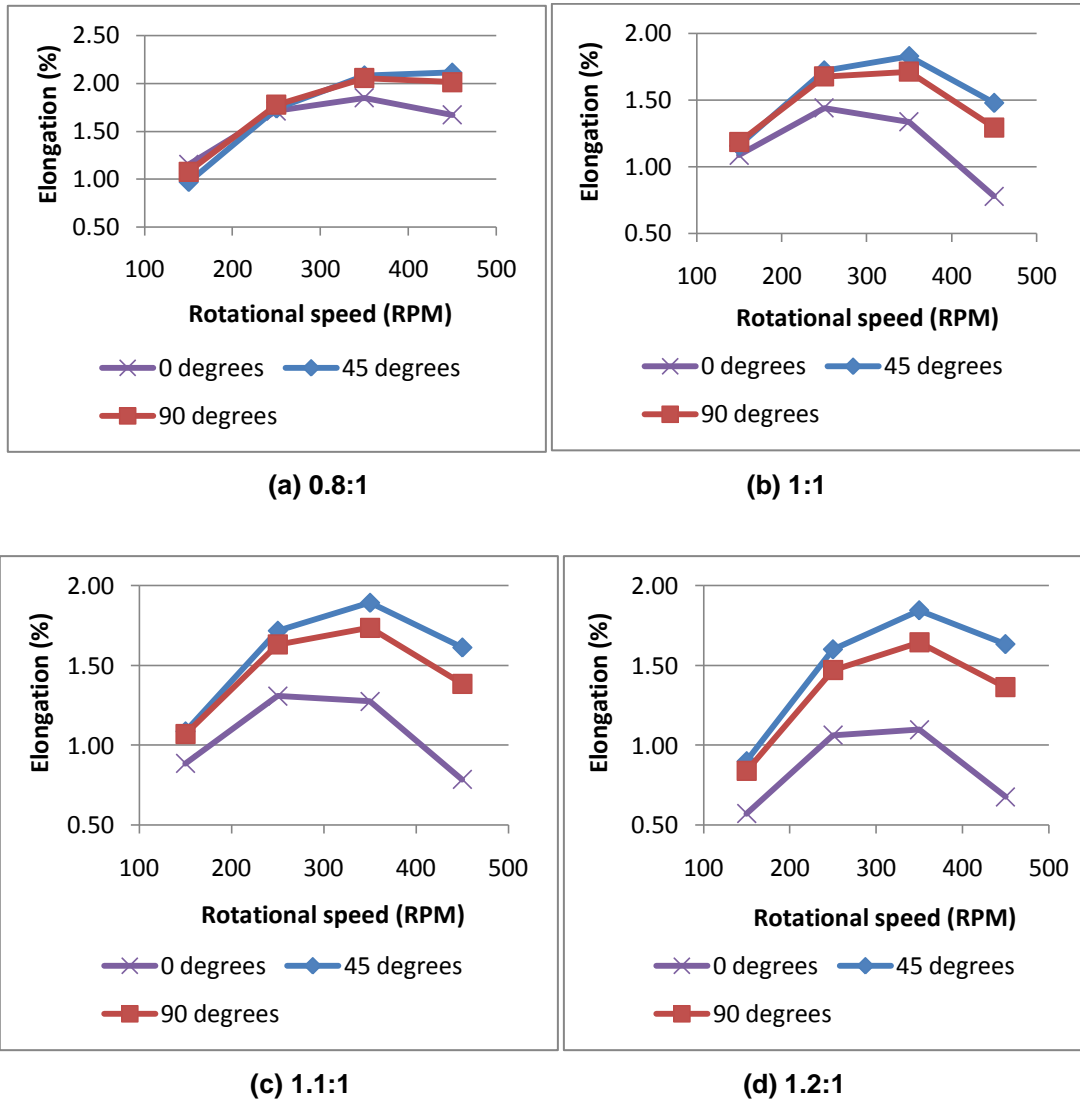 Elongation (%)
2.50
2.00
1.50
1.00
0.50
100 200 300 400 500
Rotational speed (RPM)
0 degrees 45 degrees
90 degrees
(a) 0.8:1
Elongation (%)
2.00
1.50
1.00
0.50
100 200 300 400 500
Rotational speed (RPM)
0 degrees 45 degrees
90 degrees
(b) 1:1
Elongation (%)
2.00
1.50
1.00
0.50
100 200 300 400 500
Rotational speed (RPM)
0 degrees 45 degrees
90 degrees
(c) 1.1:1
Elongation (%)
2.00
1.50
1.00
0.50
100 200 300 400 500
Rotational speed (RPM)
0 degrees 45 degrees
90 degrees
(d) 1.2:1